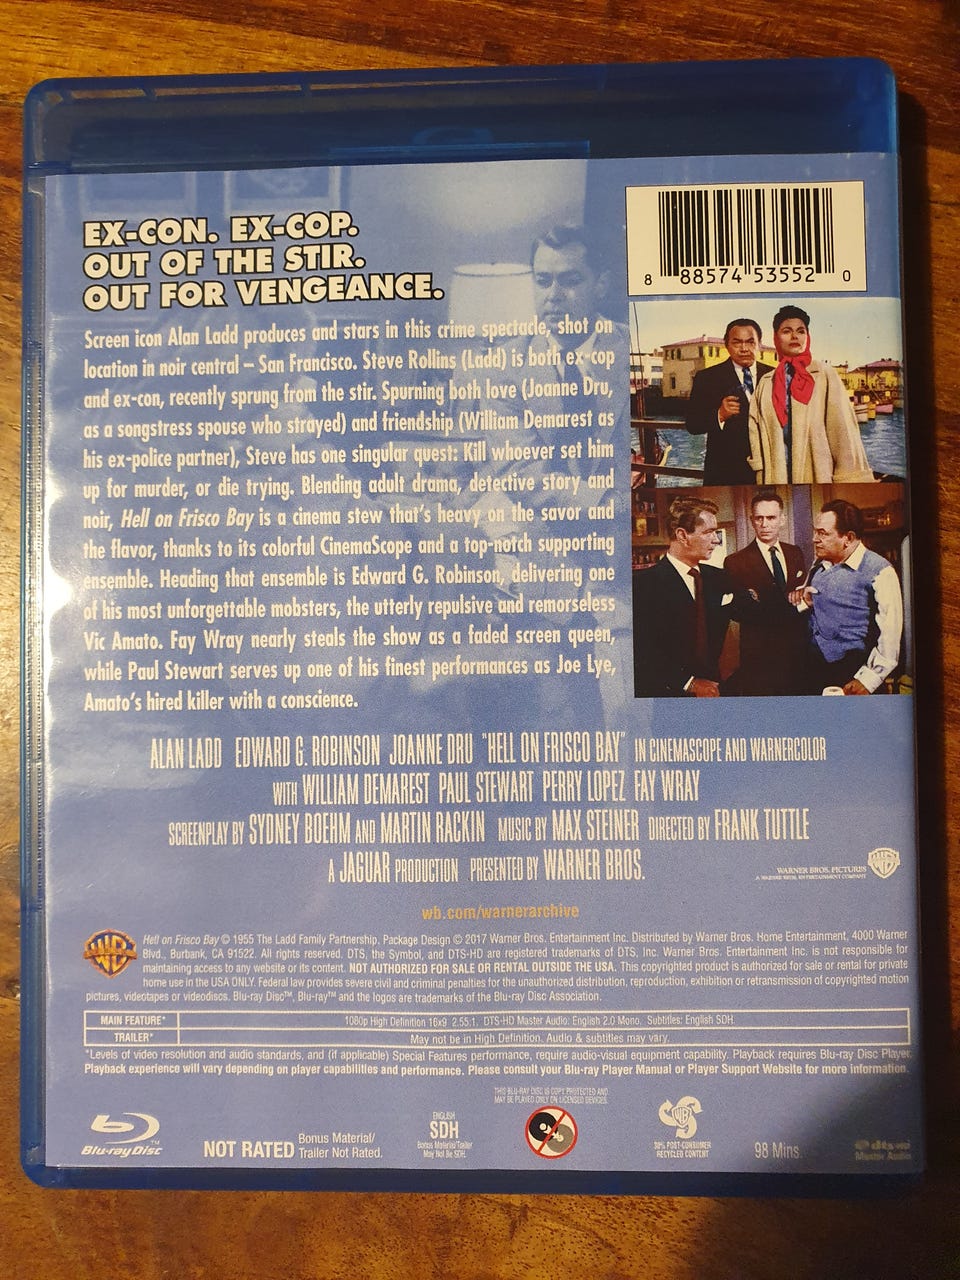 EX-CON. EX-COP.
OUT OF THE STIR.
OUT FOR VENGEANCE.
8 88574 53552 0
Screen icon Alan Ladd produces and stars in this crime spectacle, shot on
location in noir central – San Francisco. Steve Rollins (Ladd) is both ex-cop
and ex-con, recently sprung from the stir. Spurning both love (Joanne Dru,
as a songstress spouse who strayed) and friendship (William Demarest as
his ex-police partner), Steve has one singular quest: Kill whoever set him
up for murder, or die trying. Blending adult drama, detective story and
noir, Hell on Frisco Bay is a cinema stew that's heavy on the savor and
the flavor, thanks to its colorful CinemaScope and a top-notch supporting
ensemble. Heading that ensemble is Edward G. Robinson, delivering one
of his most unforgettable mobsters, the utterly repulsive and remorseless
Vic Amato. Fay Wray nearly steals the show as a faded screen queen,
while Paul Stewart serves up one of his finest performances as Joe Lye,
Amato's hired killer with a conscience.
ALAN LADD EDWARD G. ROBINSON JOANNE DRU "HELL ON FRISCO BAY" IN CINEMASCOPE AND WARNERCOLOR
WITH WILLIAM DEMAREST PAUL STEWART PERRY LOPEZ FAY WRAY
SCREENPLAY BY SYDNEY BOEHM AND MARTIN RACKIN MUSIC BY MAX STEINER DIRECTED BY FRANK TUTTLE
A JAGUAR PRODUCTION PRESENTED BY WARNER BROS.
WARNER BROS. PICTURES
A WARNER BROS. ENTERTAINMENT COMPANY
wb.com/warnerarchive
Hell on Frisco Bay © 1955 The Ladd Family Partnership. Package Design © 2017 Warner Bros. Entertainment Inc. Distributed by Warner Bros. Home Entertainment, 4000 Warner
Blvd., Burbank, CA 91522. All rights reserved. DTS, the Symbol, and DTS-HD are registered trademarks of DTS, Inc. Warner Bros. Entertainment Inc. is not responsible for
maintaining access to any website or its content. NOT AUTHORIZED FOR SALE OR RENTAL OUTSIDE THE USA. This copyrighted product is authorized for sale or rental for private
home use in the USA ONLY. Federal law provides severe civil and criminal penalties for the unauthorized distribution, reproduction, exhibition or retransmission of copyrighted motion
pictures, videotapes or videodiscs. Blu-ray Disc™, Blu-ray™ and the logos are trademarks of the Blu-ray Disc Association.
MAIN FEATURE* 1080p High Definition 16x9 2.55:1. DTS-HD Master Audio: English 2.0 Mono. Subtitles: English SDH.
TRAILER* May not be in High Definition. Audio & subtitles may vary.
*Levels of video resolution and audio standards, and (if applicable) Special Features performance, require audio-visual equipment capability. Playback requires Blu-ray Disc Player.
Playback experience will vary depending on player capabilities and performance. Please consult your Blu-ray Player Manual or Player Support Website for more information.
THIS BLU-RAY DISC IS COPY PROTECTED AND
MAY BE PLAYED ONLY ON LICENSED DEVICES.
Blu-ray Disc™
NOT RATED Bonus Material/
Trailer Not Rated.
ENGLISH
SDH
Bonus Material/Trailer
May Not Be SDH.
30% POST-CONSUMER
RECYCLED CONTENT
98 Mins.
dts-HD
Master Audio